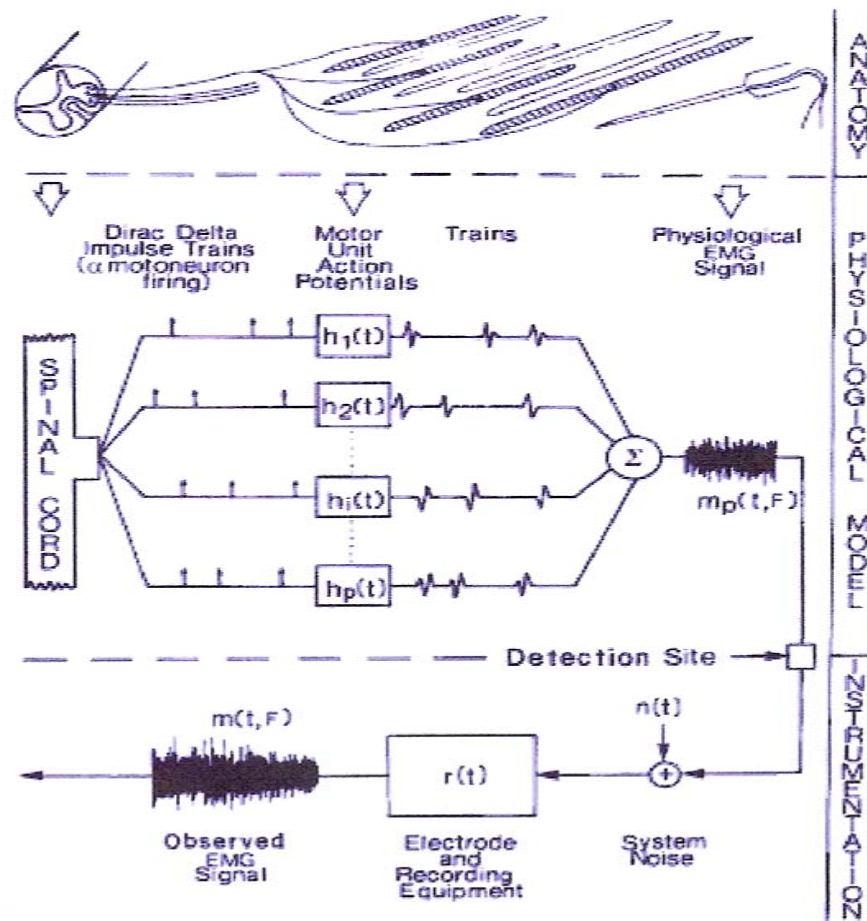 ANATOMY
Dirac Delta
Impulse Trains
(α motoneuron
firing)
Motor
Unit
Action
Potentials
Trains
Physiological
EMG
Signal
PHYSIOLOGICAL MODEL
SPINAL CORD
h1(t)
h2(t)
hi(t)
hp(t)
Σ
mp(t,F)
Detection Site
INSTRUMENTATION
m(t,F)
r(t)
n(t)
+
Observed
EMG
Signal
Electrode
and
Recording
Equipment
System
Noise